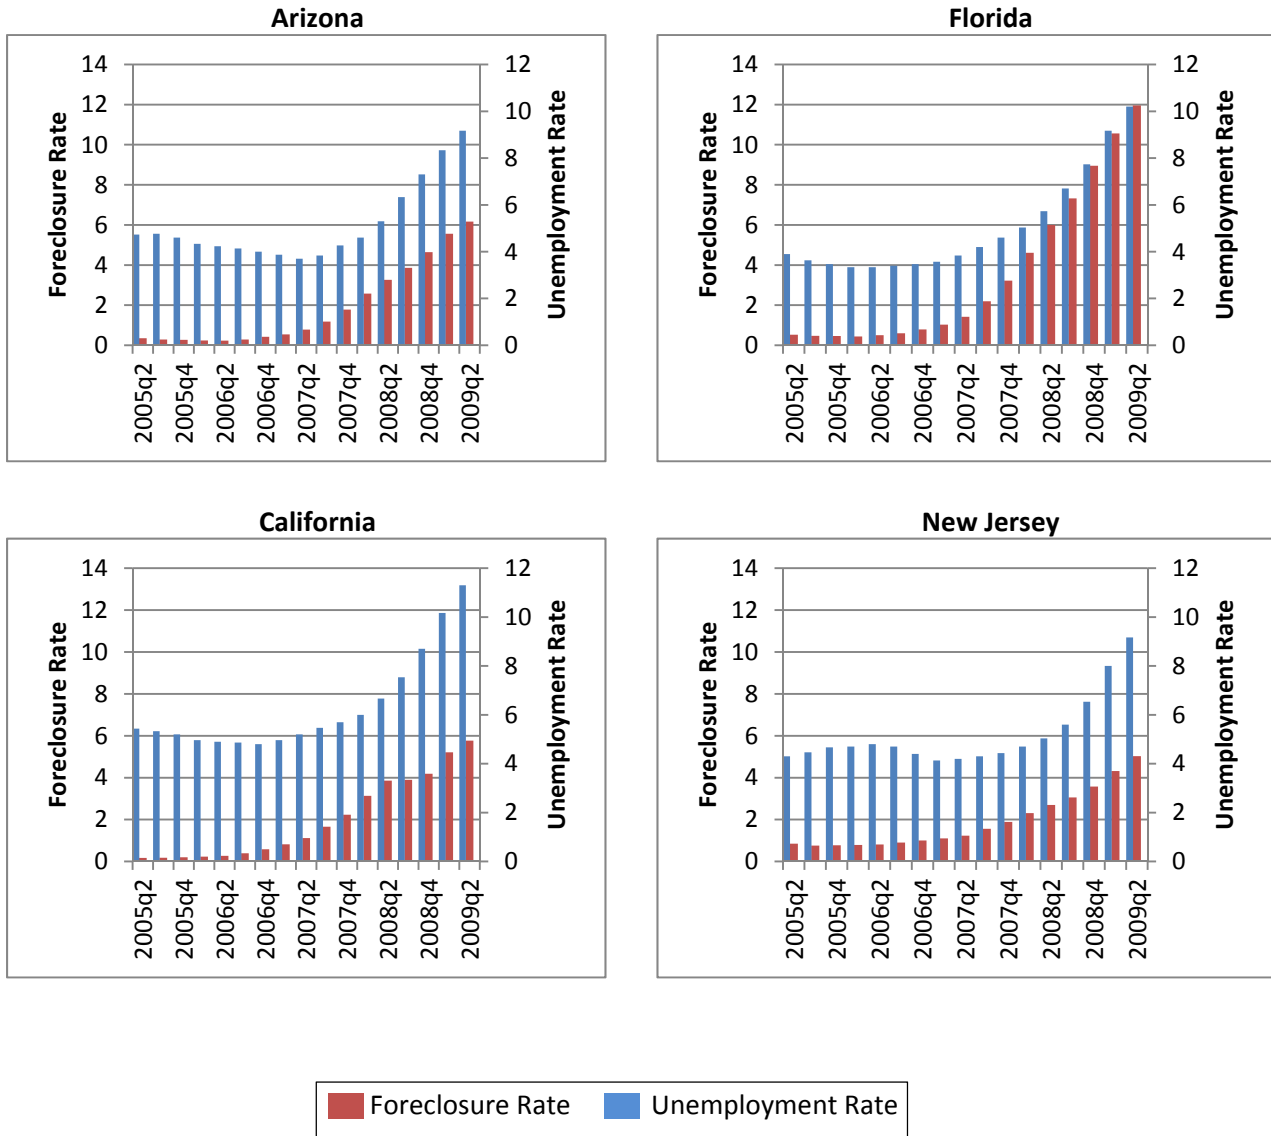 Arizona
14
12
10
8
6
4
2
0
Foreclosure Rate
12
10
8
6
4
2
0
Unemployment Rate
2005q2
2005q4
2006q2
2006q4
2007q2
2007q4
2008q2
2008q4
2009q2
Florida
14
12
10
8
6
4
2
0
Foreclosure Rate
12
10
8
6
4
2
0
Unemployment Rate
2005q2
2005q4
2006q2
2006q4
2007q2
2007q4
2008q2
2008q4
2009q2
California
14
12
10
8
6
4
2
0
Foreclosure Rate
12
10
8
6
4
2
0
Unemployment Rate
2005q2
2005q4
2006q2
2006q4
2007q2
2007q4
2008q2
2008q4
2009q2
New Jersey
14
12
10
8
6
4
2
0
Foreclosure Rate
12
10
8
6
4
2
0
Unemployment Rate
2005q2
2005q4
2006q2
2006q4
2007q2
2007q4
2008q2
2008q4
2009q2
Foreclosure Rate Unemployment Rate